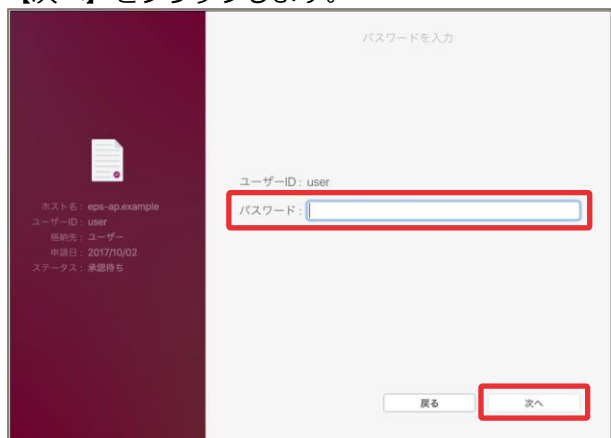 【次へ】をクリックします。
パスワードを入力
ホスト名: eps-ap.example
ユーザーID: user
格納先: ユーザー
申請日: 2017/10/02
ステータス: 承認待ち
ユーザーID: user
パスワード:
戻る
次へ